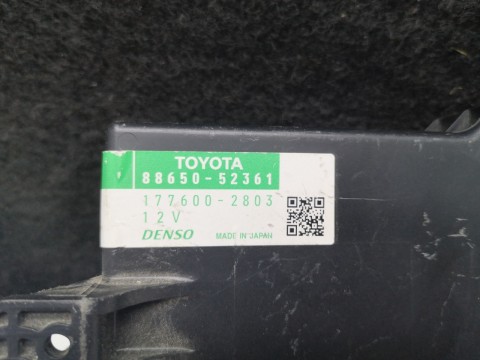 TOYOTA
88650-52361
177600-2803
12V
DENSO MADE IN JAPAN